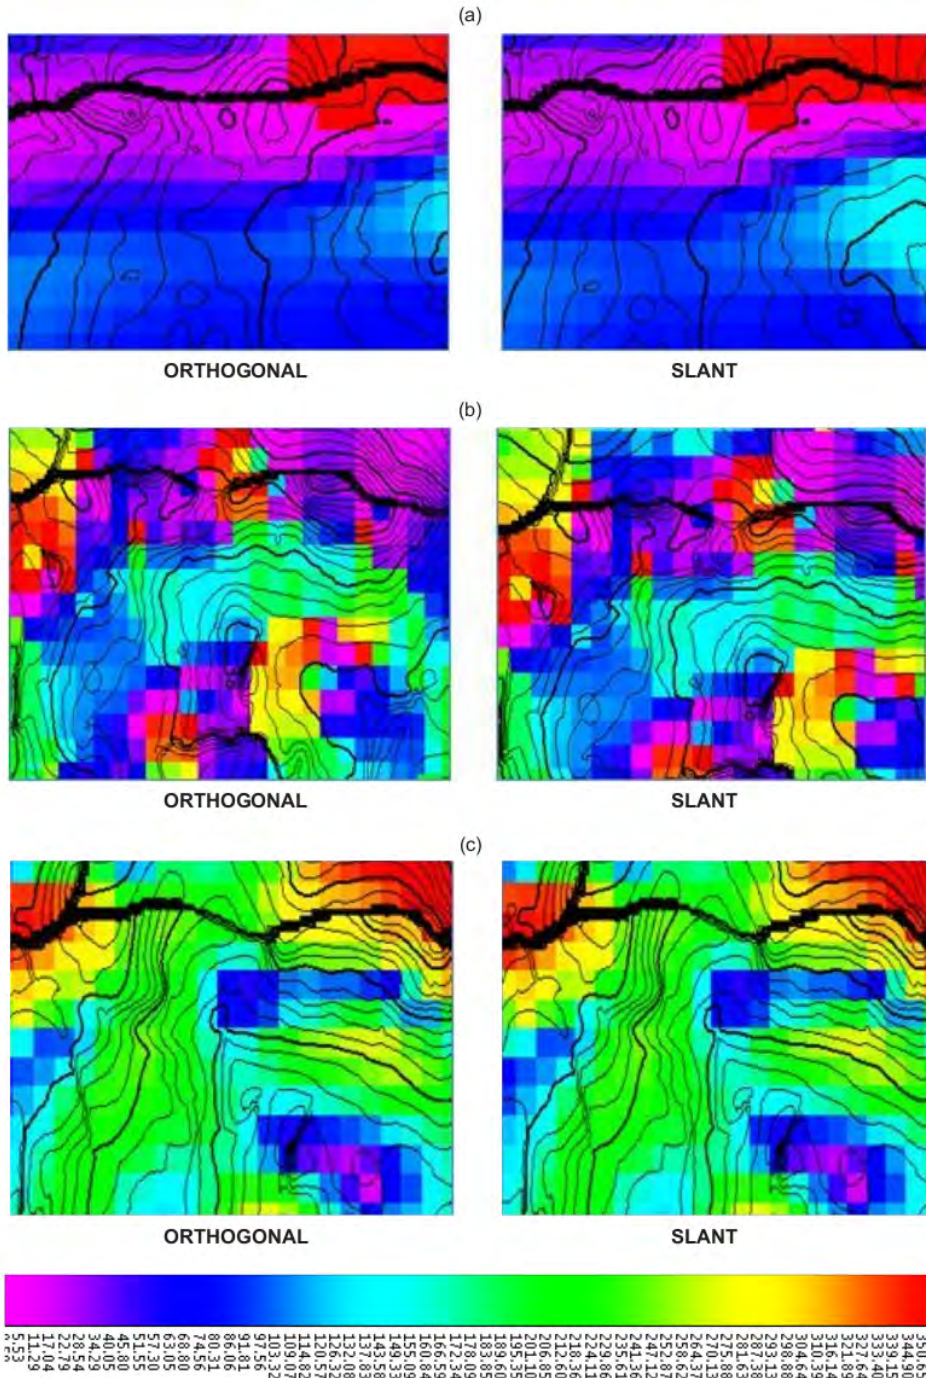 (a)
ORTHOGONAL SLANT
(b)
ORTHOGONAL SLANT
(c)
ORTHOGONAL SLANT
5.53 11.29 17.04 22.79 28.54 34.29 40.05 45.80 51.55 57.30 63.05 68.80 74.56 80.31 86.06 91.81 97.56 103.32 109.07 114.82 120.57 126.32 132.08 137.83 143.58 149.33 155.09 160.84 166.59 173.34 178.09 183.85 189.60 195.35 201.10 206.85 212.60 218.36 224.11 229.86 235.61 241.36 247.12 252.87 258.62 264.37 270.13 275.88 281.63 287.38 293.13 298.88 304.64 310.39 316.14 321.89 327.64 333.40 339.15 344.90 350.65